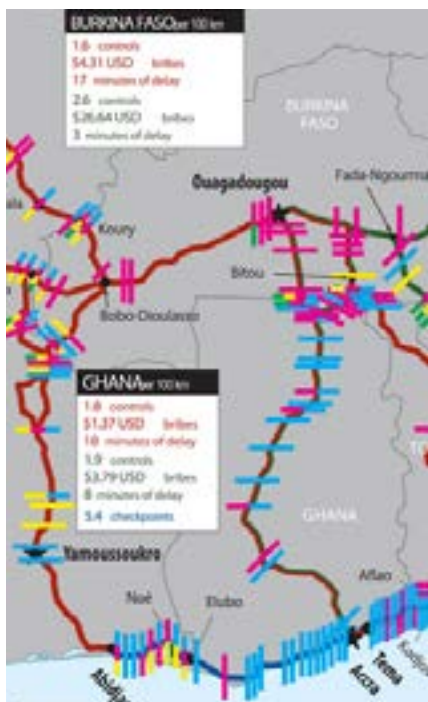 BURKINA FASO per 100 km
1.6 controls
$4.31 USD bribes
17 minutes of delay
2.6 controls
$26.64 USD bribes
3 minutes of delay
BURKINA
FASO
Ouagadougou
Fada-Ngourma
Koury
Bitou
Bobo-Dioulasso
GHANA per 100 km
1.8 controls
$1.37 USD bribes
10 minutes of delay
1.9 controls
$3.79 USD bribes
8 minutes of delay
5.4 checkpoints
GHANA
Yamoussoukro
Noé
Elubo
Aflao
Abidja
Tema
Accra